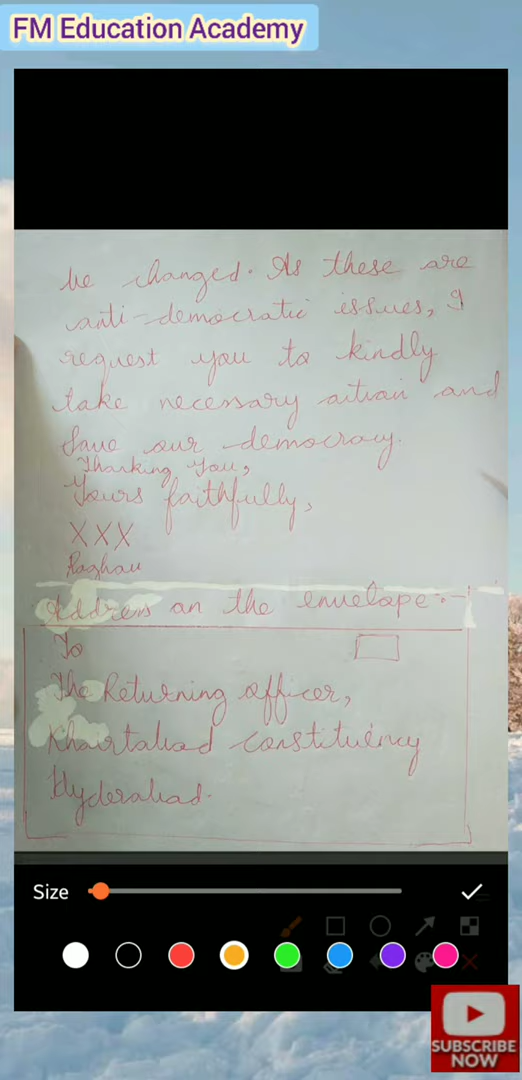 FM Education Academy
be changed. As these are
anti-democratic issues, I
request you to kindly
take necessary action and
Save our democracy.
Thanking You,
Yours faithfully,
XXX
Raghau
Address on the envelope:-
To
The Returning officer,
Khairtabad constituency
Hyderabad.
Size
SUBSCRIBE
NOW